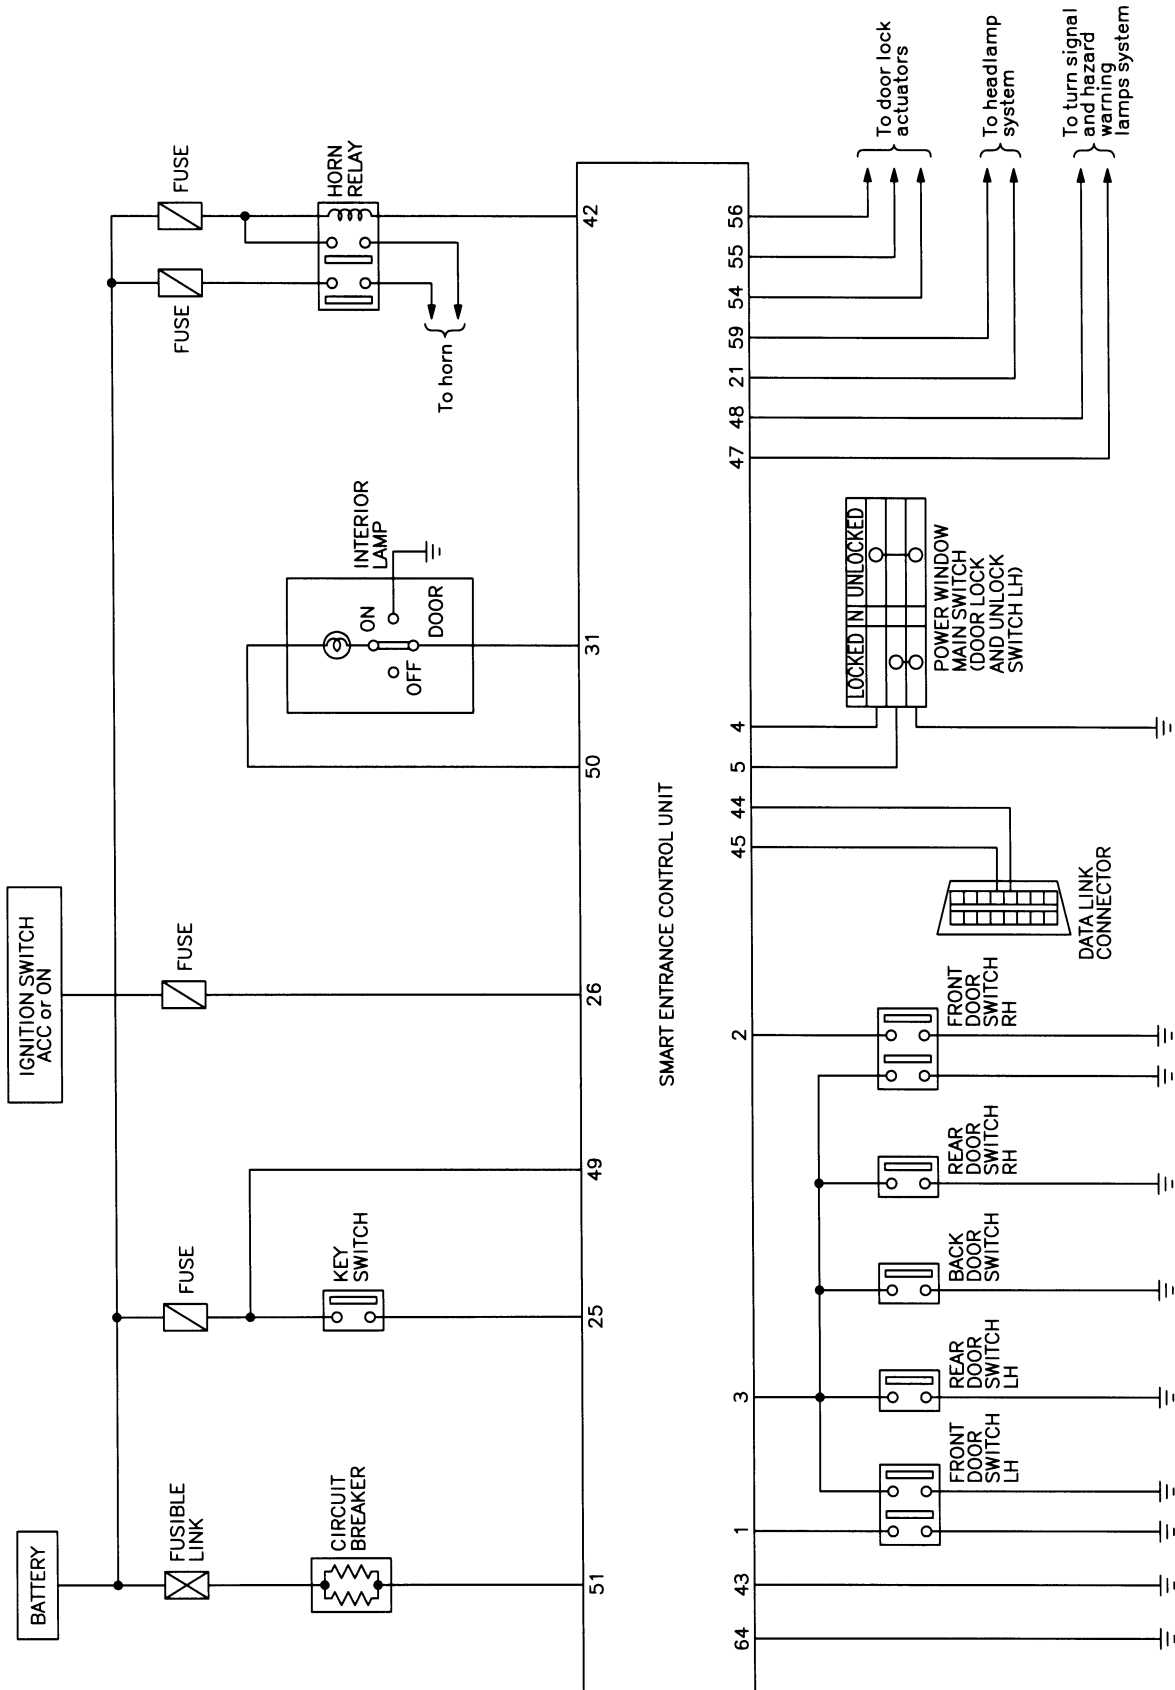 BATTERY
IGNITION SWITCH
ACC or ON
FUSIBLE
LINK
FUSE
FUSE
FUSE
FUSE
CIRCUIT
BREAKER
KEY
SWITCH
INTERIOR
LAMP
ON
OFF
DOOR
HORN
RELAY
To horn
51
25
49
26
50
31
42
SMART ENTRANCE CONTROL UNIT
64
43
1
3
2
45
44
5
4
47
48
21
59
54
55
56
FRONT
DOOR
SWITCH
LH
REAR
DOOR
SWITCH
LH
BACK
DOOR
SWITCH
REAR
DOOR
SWITCH
RH
FRONT
DOOR
SWITCH
RH
DATA LINK
CONNECTOR
LOCKED N UNLOCKED
POWER WINDOW
MAIN SWITCH
(DOOR LOCK
AND UNLOCK
SWITCH LH)
To door lock
actuators
To headlamp
system
To turn signal
and hazard
warning
lamps system